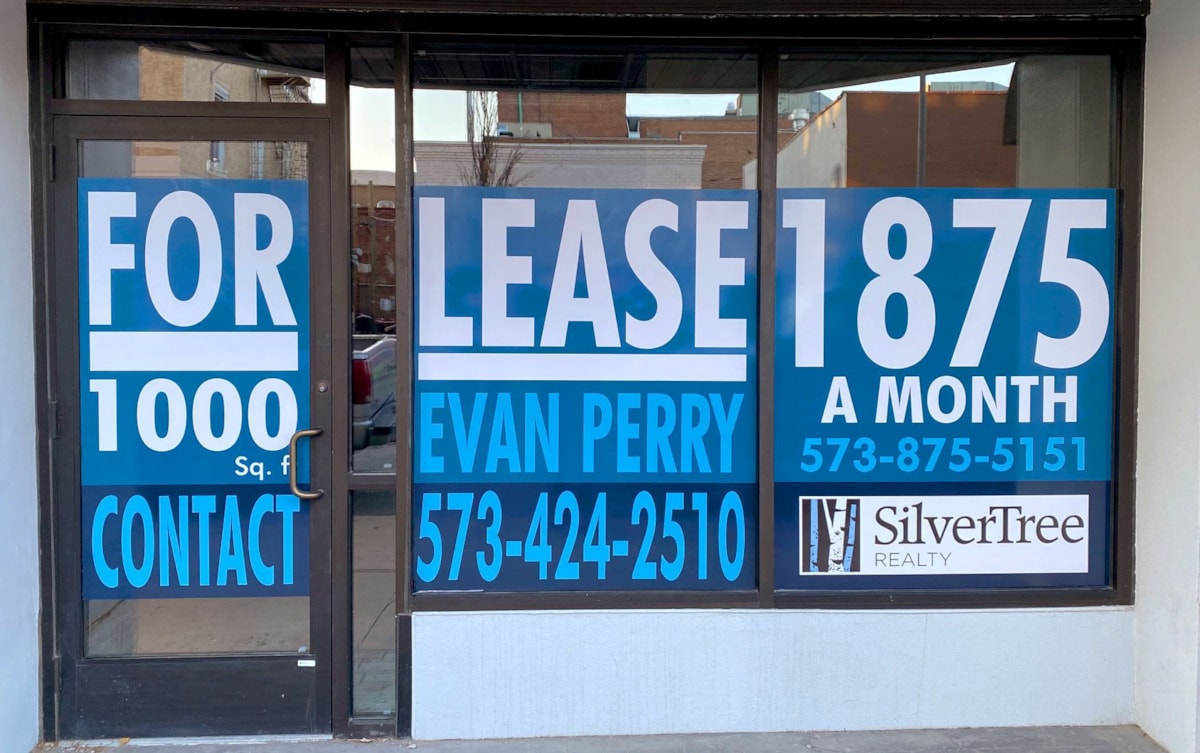 FOR
1000
Sq. f
CONTACT
LEASE
EVAN PERRY
573-424-2510
1875
A MONTH
573-875-5151
SilverTree
REALTY